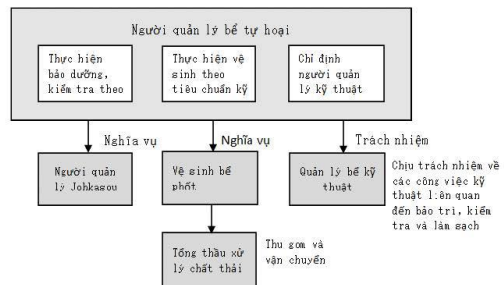 Người quản lý bể tự hoại
Thực hiện
bảo dưỡng,
kiểm tra theo
Thực hiện vệ
sinh theo
tiêu chuẩn kỹ
Chỉ định
người quản
lý kỹ thuật
Nghĩa vụ
Nghĩa vụ
Trách nhiệm
Người quản
lý Johkasou
Vệ sinh bể
phốt
Quản lý bể kỹ
thuật
Chịu trách nhiệm về
các công việc kỹ
thuật liên quan
đến bảo trì, kiểm
tra và làm sạch
Tổng thầu xử
lý chất thải
Thu gom và
vận chuyển